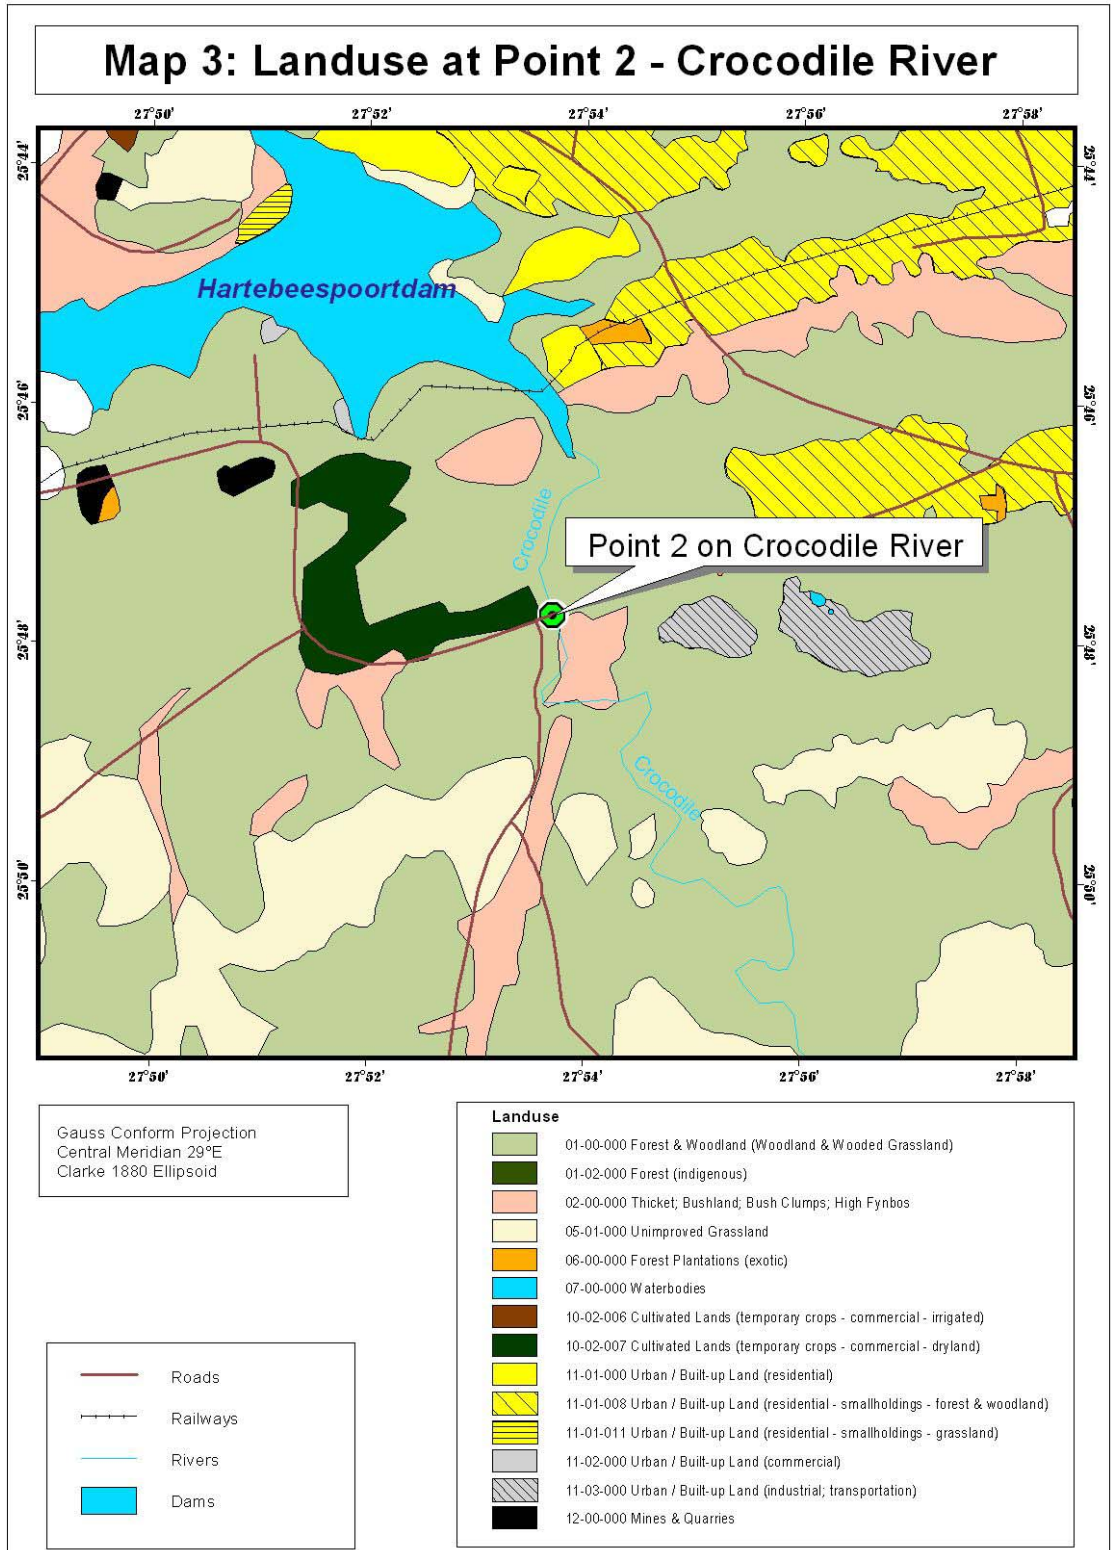 Map 3: Landuse at Point 2 - Crocodile River
27°50' 27°52' 27°54' 27°56' 27°58'
25°44' 25°44'
Hartebeespoortdam
25°46' 25°46'
Crocodile
Point 2 on Crocodile River
25°48' 25°48'
Crocodile
25°50' 25°50'
27°50' 27°52' 27°54' 27°56' 27°58'
Gauss Conform Projection
Central Meridian 29°E
Clarke 1880 Ellipsoid
Roads
Railways
Rivers
Dams
Landuse
01-00-000 Forest & Woodland (Woodland & Wooded Grassland)
01-02-000 Forest (indigenous)
02-00-000 Thicket; Bushland; Bush Clumps; High Fynbos
05-01-000 Unimproved Grassland
06-00-000 Forest Plantations (exotic)
07-00-000 Waterbodies
10-02-006 Cultivated Lands (temporary crops - commercial - irrigated)
10-02-007 Cultivated Lands (temporary crops - commercial - dryland)
11-01-000 Urban / Built-up Land (residential)
11-01-008 Urban / Built-up Land (residential - smallholdings - forest & woodland)
11-01-011 Urban / Built-up Land (residential - smallholdings - grassland)
11-02-000 Urban / Built-up Land (commercial)
11-03-000 Urban / Built-up Land (industrial; transportation)
12-00-000 Mines & Quarries